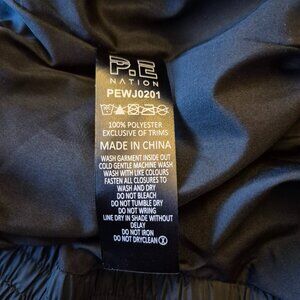 P.E
NATION
PEWJ0201
100% POLYESTER
EXCLUSIVE OF TRIMS
MADE IN CHINA
WASH GARMENT INSIDE OUT
COLD GENTLE MACHINE WASH
WASH WITH LIKE COLOURS
FASTEN ALL CLOSURES TO
WASH AND DRY
DO NOT BLEACH
DO NOT TUMBLE DRY
DO NOT WRING
LINE DRY IN SHADE WITHOUT
DELAY
DO NOT IRON
DO NOT DRYCLEAN